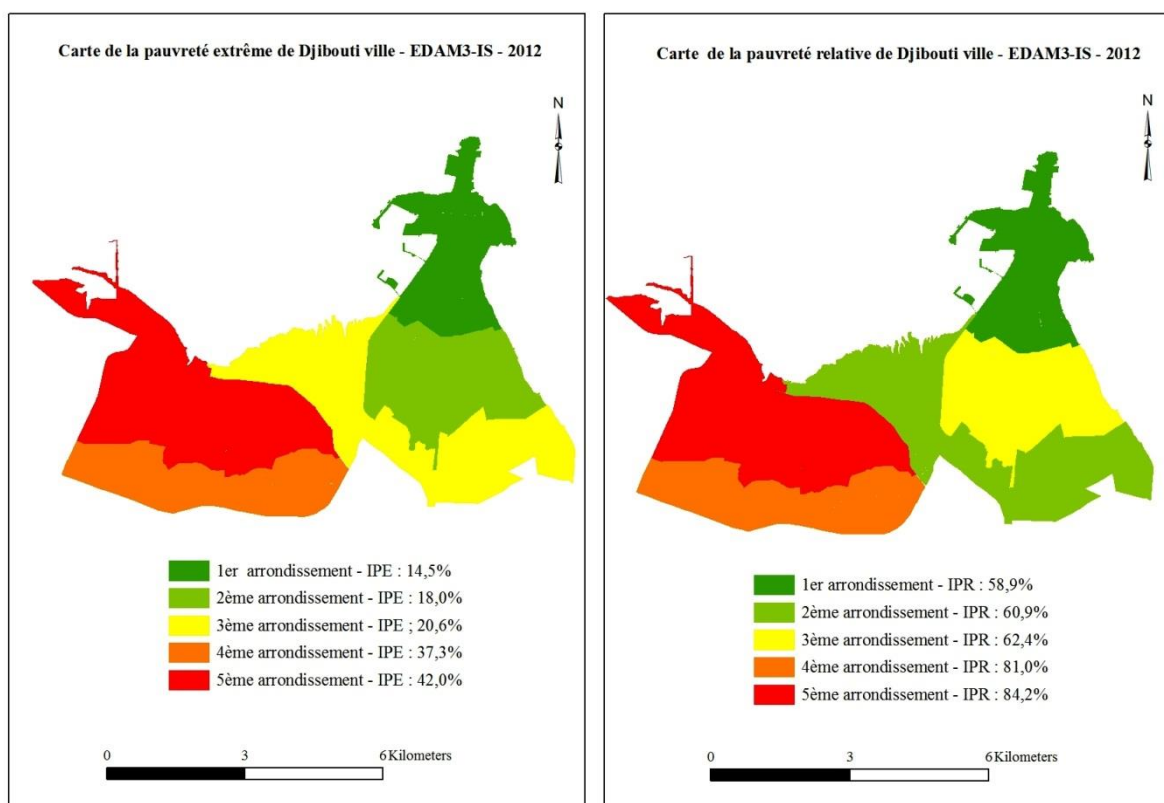 Carte de la pauvreté extrême de Djibouti ville - EDAM3-IS - 2012
N
1er arrondissement - IPE : 14,5%
2ème arrondissement - IPE : 18,0%
3ème arrondissement - IPE ; 20,6%
4ème arrondissement - IPE : 37,3%
5ème arrondissement - IPE : 42,0%
0 3 6 Kilometers
Carte de la pauvreté relative de Djibouti ville - EDAM3-IS - 2012
N
1er arrondissement - IPR : 58,9%
2ème arrondissement - IPR : 60,9%
3ème arrondissement - IPR : 62,4%
4ème arrondissement - IPR : 81,0%
5ème arrondissement - IPR : 84,2%
0 3 6 Kilometers